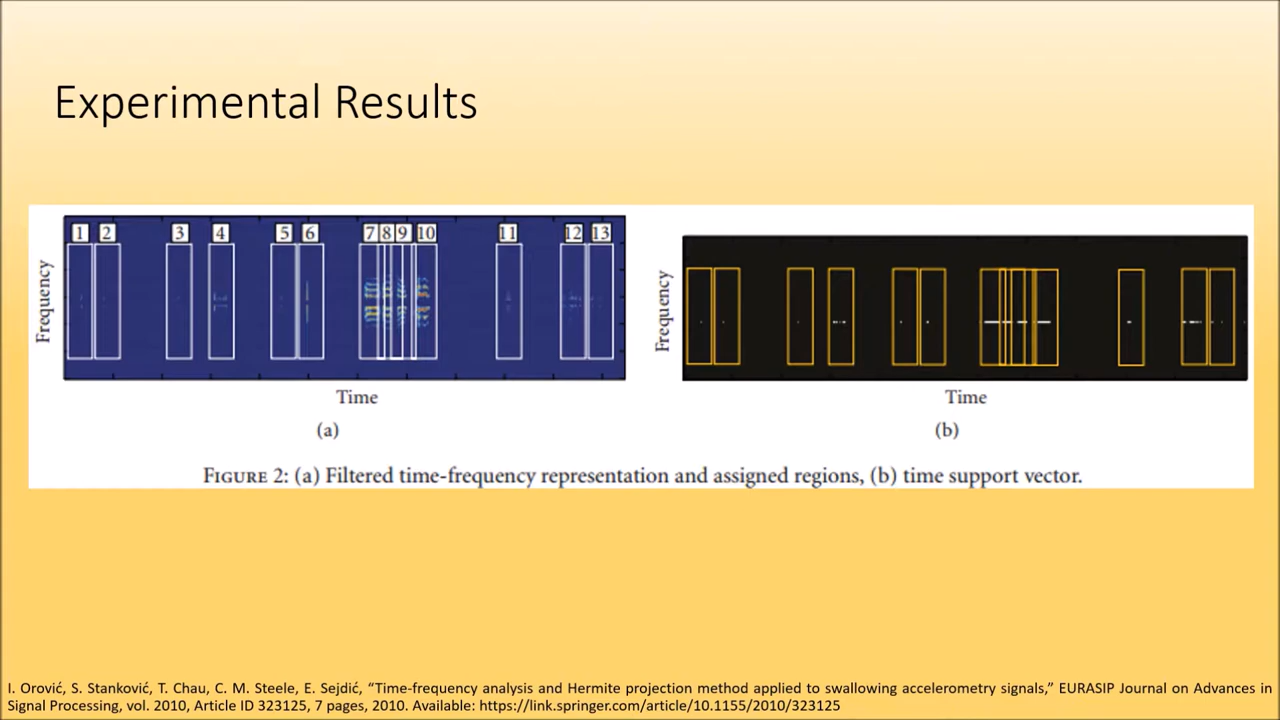 Experimental Results
1 2 3 4 5 6 7 8 9 10 11 12 13
Frequency
Time
(a)
Frequency
Time
(b)
FIGURE 2: (a) Filtered time-frequency representation and assigned regions, (b) time support vector.
I. Orović, S. Stanković, T. Chau, C. M. Steele, E. Sejdić, “Time-frequency analysis and Hermite projection method applied to swallowing accelerometry signals,” EURASIP Journal on Advances in
Signal Processing, vol. 2010, Article ID 323125, 7 pages, 2010. Available: https://link.springer.com/article/10.1155/2010/323125